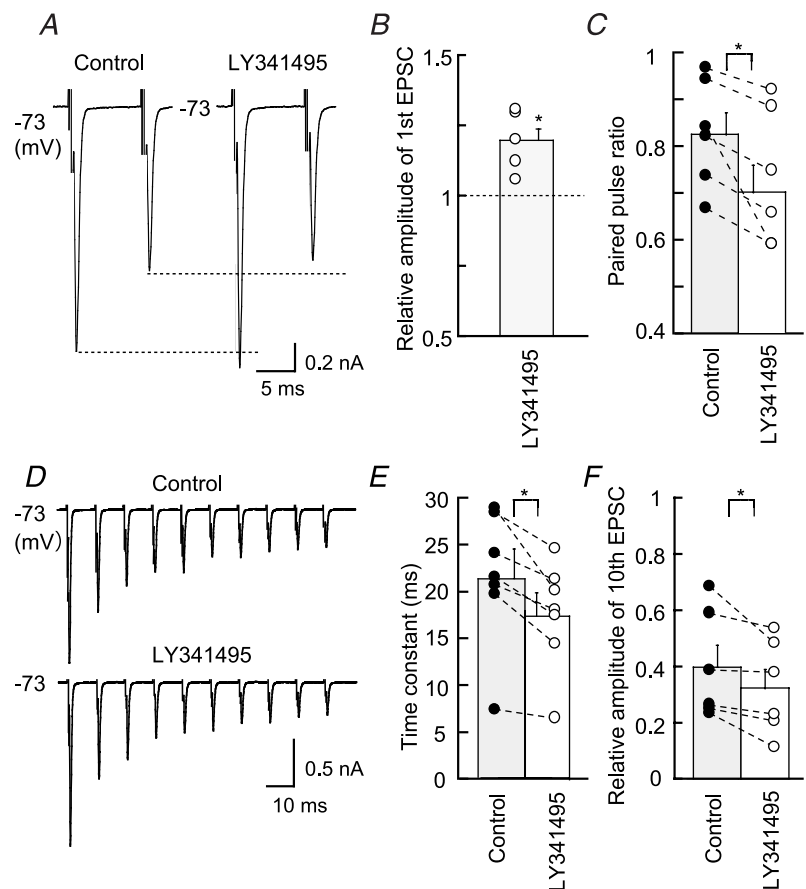 A
Control
LY341495
-73
(mV)
-73
0.2 nA
5 ms
B
Relative amplitude of 1st EPSC
1.5
1
0.5
*
LY341495
C
Paired pulse ratio
1
0.8
0.6
0.4
*
Control
LY341495
D
Control
-73
(mV)
LY341495
-73
0.5 nA
10 ms
E
Time constant (ms)
30
25
20
15
10
5
0
*
Control
LY341495
F
Relative amplitude of 10th EPSC
1
0.8
0.6
0.4
0.2
0
*
Control
LY341495